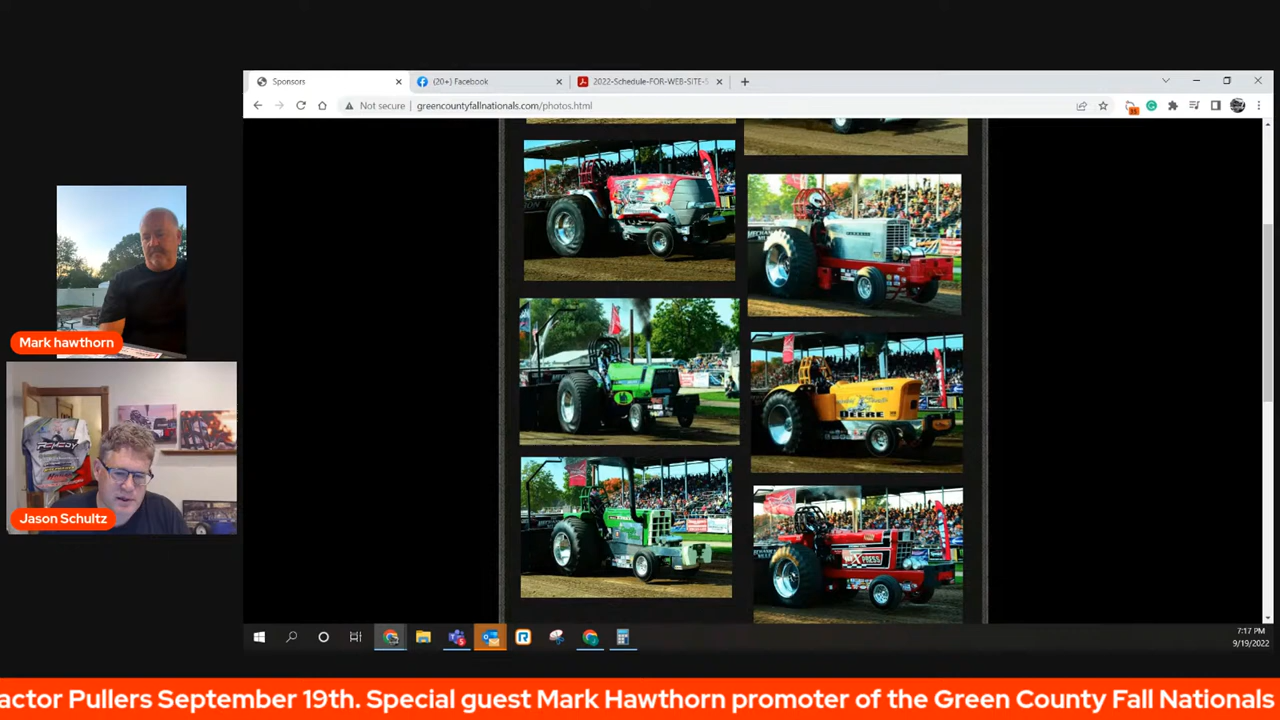 Sponsors
(20+) Facebook
2022-Schedule-FOR-WEB-SITE-S
Not secure
greencountyfallnationals.com/photos.html
Mark hawthorn
Jason Schultz
DEERE
7:17 PM
9/19/2022
actor Pullers September 19th. Special guest Mark Hawthorn promoter of the Green County Fall Nationals